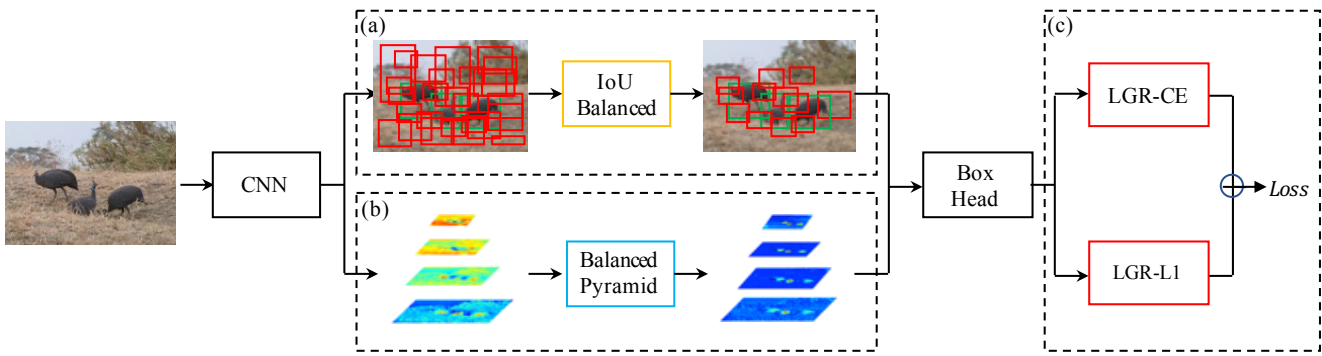 (a)
IoU
Balanced
CNN
(b)
Balanced
Pyramid
Box
Head
(c)
LGR-CE
LGR-L1
Loss